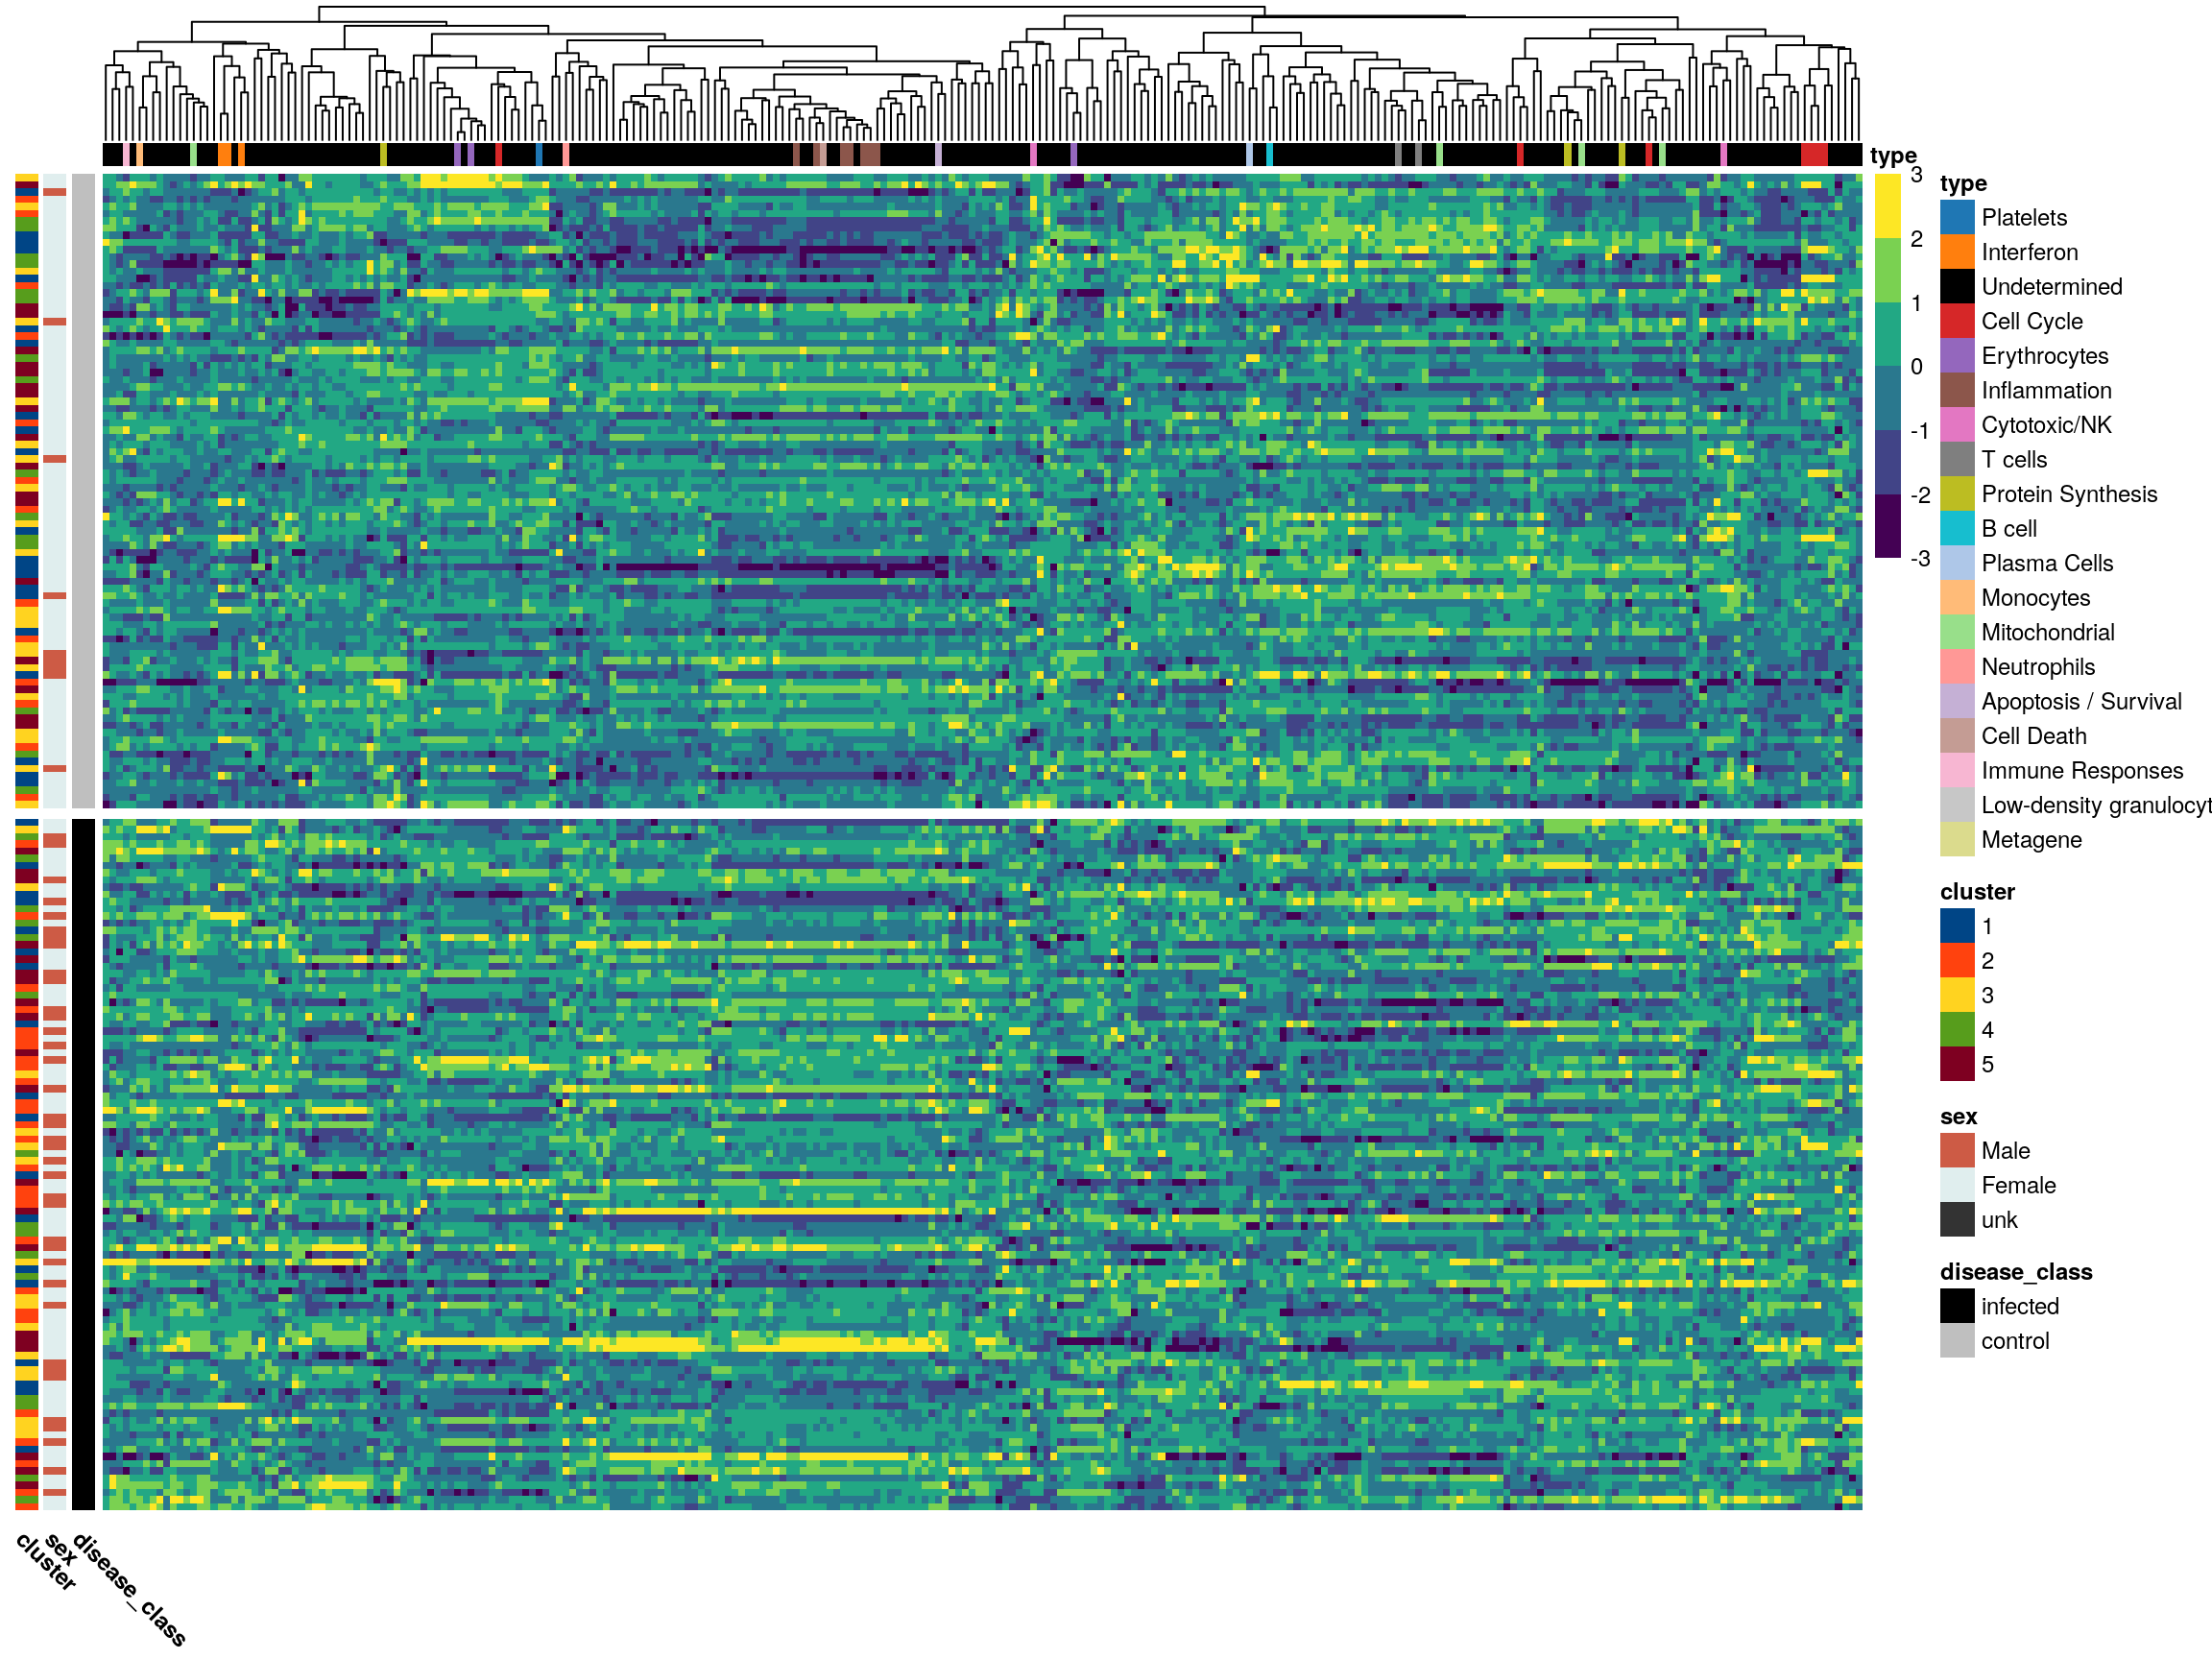 type
3
2
1
0
-1
-2
-3
type
Platelets
Interferon
Undetermined
Cell Cycle
Erythrocytes
Inflammation
Cytotoxic/NK
T cells
Protein Synthesis
B cell
Plasma Cells
Monocytes
Mitochondrial
Neutrophils
Apoptosis / Survival
Cell Death
Immune Responses
Low-density granulocyt
Metagene
cluster
1
2
3
4
5
sex
Male
Female
unk
disease_class
infected
control
cluster
sex
disease_class